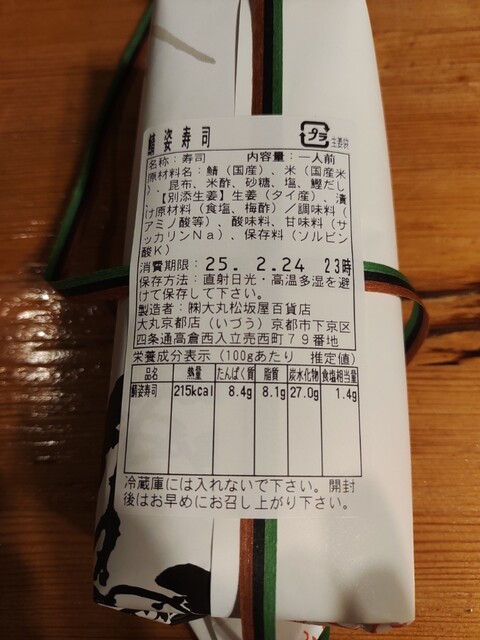 鯖姿寿司
プラ
名称：寿司　内容量：一人前
原材料名：鯖（国産）、米（国産米
）、昆布、米酢、砂糖、塩、鰹だし
、【別添生姜】生姜（タイ産）、漬
け原材料（食塩、梅酢）／調味料（
アミノ酸等）、酸味料、甘味料（サ
ッカリンＮａ）、保存料（ソルビン
酸Ｋ）
消費期限：25. 2.24 23時
保存方法：直射日光・高温多湿を避
けて保存して下さい。
製造者：㈱大丸松坂屋百貨店
大丸京都店（いづう）京都市下京区
四条通高倉西入立売西町７９番地
栄養成分表示（100gあたり　推定値）
品名 熱量 たんぱく質 脂質 炭水化物 食塩相当量
鯖姿寿司 215kcal 8.4g 8.1g 27.0g 1.4g
冷蔵庫には入れないで下さい。開封
後はお早めにお召し上がり下さい。